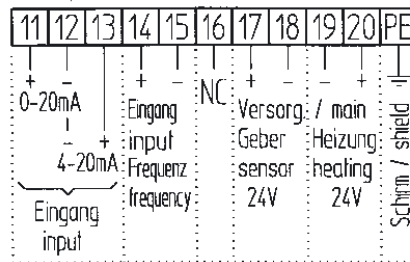 11 12 13 14 15 16 17 18 19 20 PE
+ − + − NC + − − +
0-20mA
− +
4-20mA
Eingang
input
Eingang
input
Frequenz
frequency
Versorg. / main
Geber
sensor
24V
Heizung
heating
24V
Schirm / shield